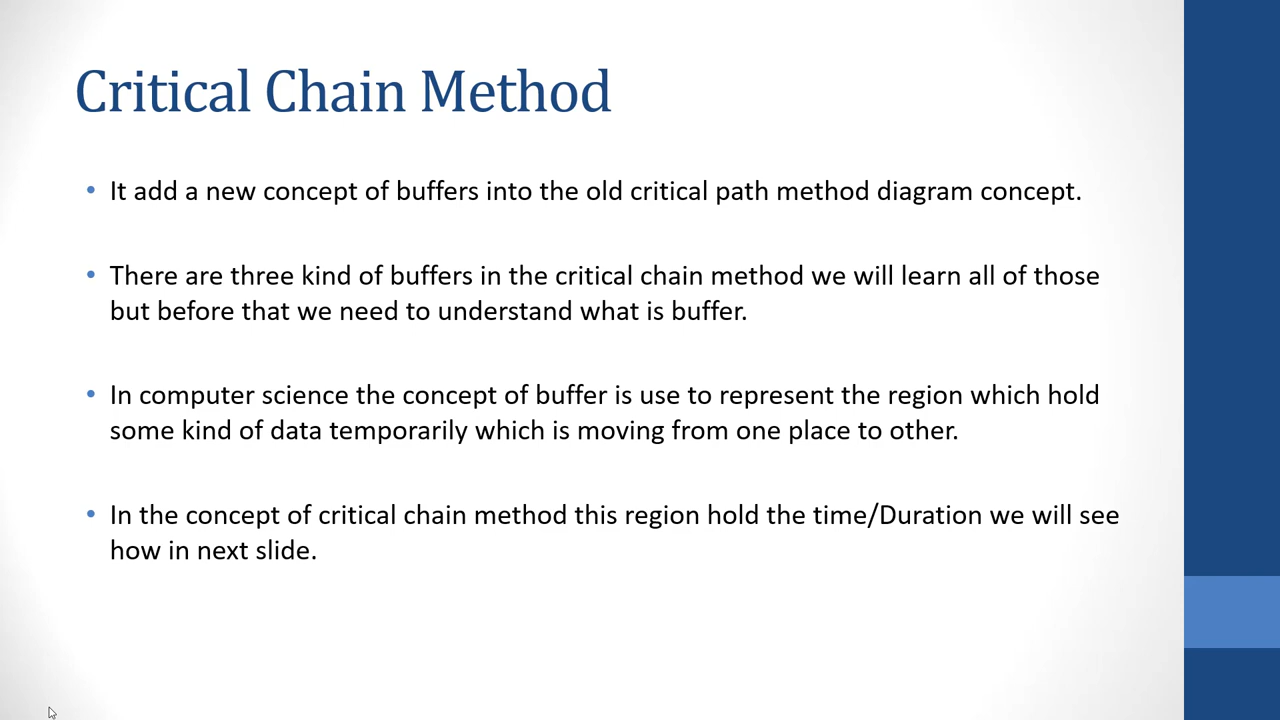 Critical Chain Method
• It add a new concept of buffers into the old critical path method diagram concept.
• There are three kind of buffers in the critical chain method we will learn all of those
but before that we need to understand what is buffer.
• In computer science the concept of buffer is use to represent the region which hold
some kind of data temporarily which is moving from one place to other.
• In the concept of critical chain method this region hold the time/Duration we will see
how in next slide.